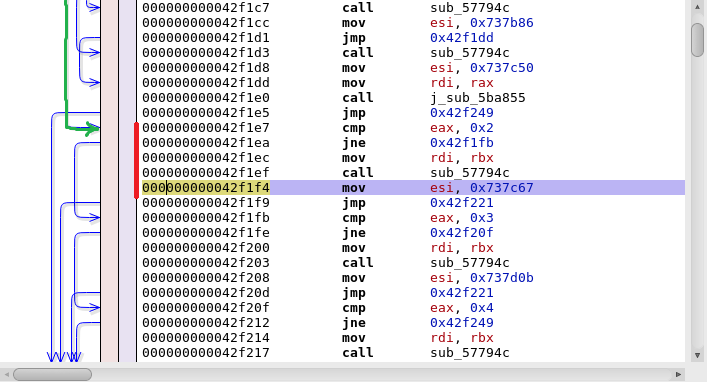 000000000042f1c7 call sub_57794c
000000000042f1cc mov esi, 0x737b86
000000000042f1d1 jmp 0x42f1dd
000000000042f1d3 call sub_57794c
000000000042f1d8 mov esi, 0x737c50
000000000042f1dd mov rdi, rax
000000000042f1e0 call j_sub_5ba855
000000000042f1e5 jmp 0x42f249
000000000042f1e7 cmp eax, 0x2
000000000042f1ea jne 0x42f1fb
000000000042f1ec mov rdi, rbx
000000000042f1ef call sub_57794c
000000000042f1f4 mov esi, 0x737c67
000000000042f1f9 jmp 0x42f221
000000000042f1fb cmp eax, 0x3
000000000042f1fe jne 0x42f20f
000000000042f200 mov rdi, rbx
000000000042f203 call sub_57794c
000000000042f208 mov esi, 0x737d0b
000000000042f20d jmp 0x42f221
000000000042f20f cmp eax, 0x4
000000000042f212 jne 0x42f249
000000000042f214 mov rdi, rbx
000000000042f217 call sub_57794c